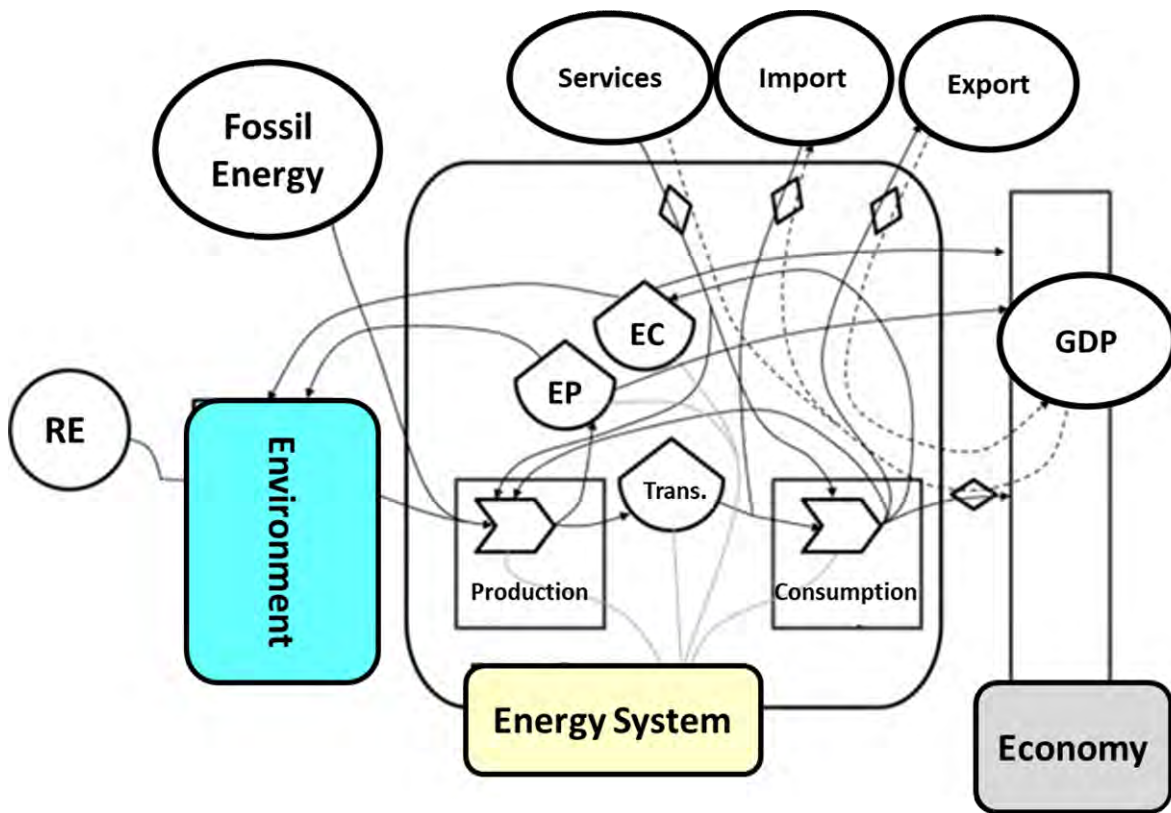 Services
Import
Export
Fossil
Energy
EC
GDP
EP
RE
Environment
Trans.
Production
Consumption
Energy System
Economy